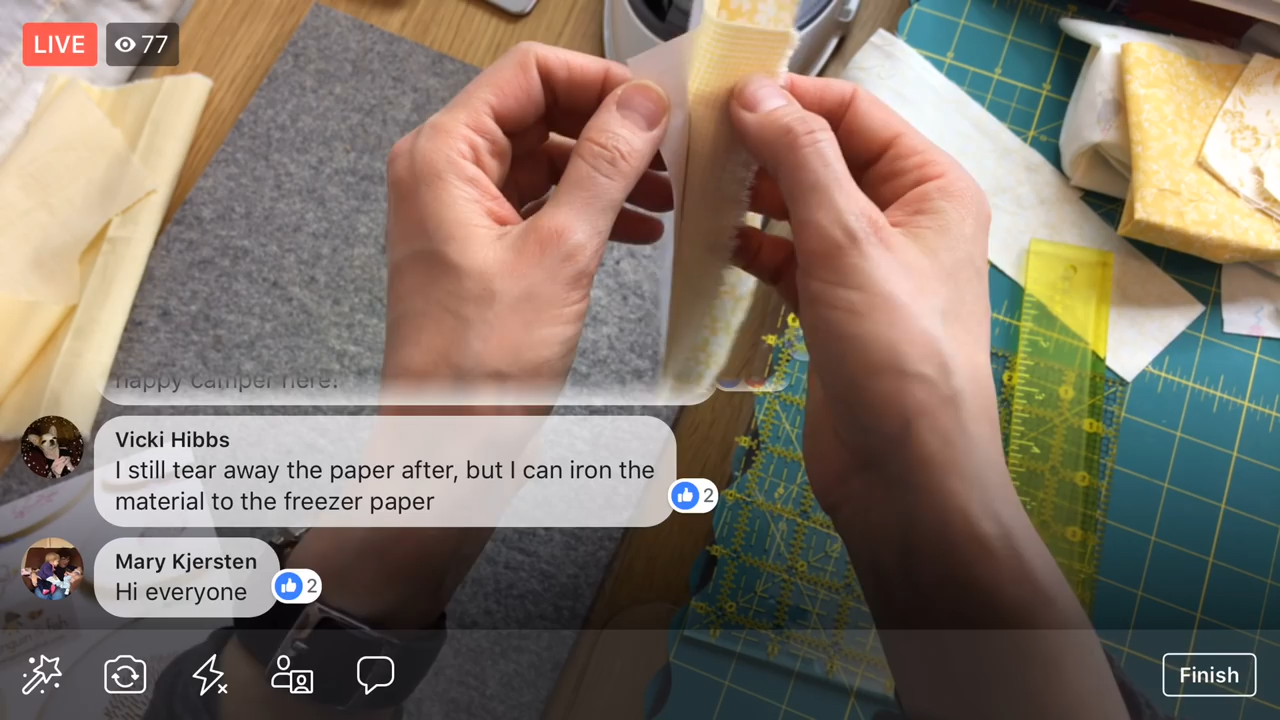 LIVE
77
happy camper here!
Vicki Hibbs
I still tear away the paper after, but I can iron the
material to the freezer paper
2
Mary Kjersten
Hi everyone
2
Finish